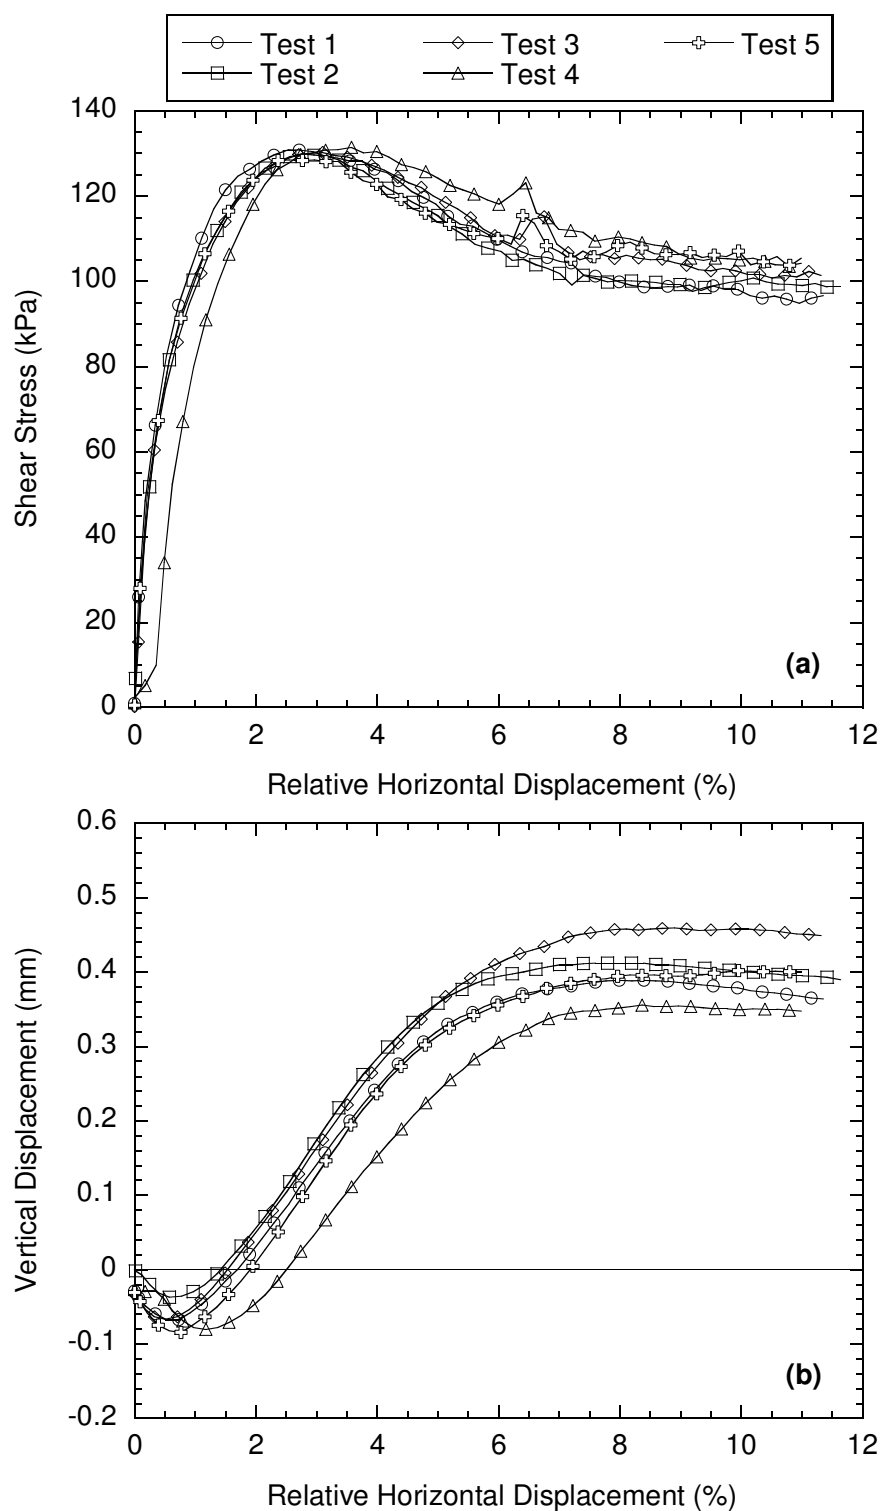 Test 1 Test 3 Test 5
Test 2 Test 4
140
120
100
80
60
40
20
0
Shear Stress (kPa)
(a)
0 2 4 6 8 10 12
Relative Horizontal Displacement (%)
0.6
0.5
0.4
0.3
0.2
0.1
0
-0.1
-0.2
Vertical Displacement (mm)
(b)
0 2 4 6 8 10 12
Relative Horizontal Displacement (%)